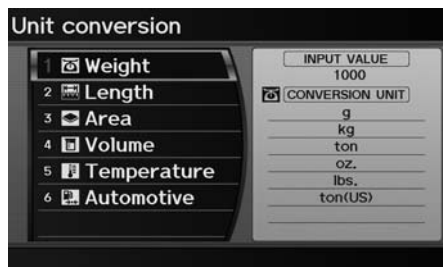 Unit conversion
1 Weight
2 Length
3 Area
4 Volume
5 Temperature
6 Automotive
INPUT VALUE
1000
CONVERSION UNIT
g
kg
ton
oz.
lbs.
ton(US)